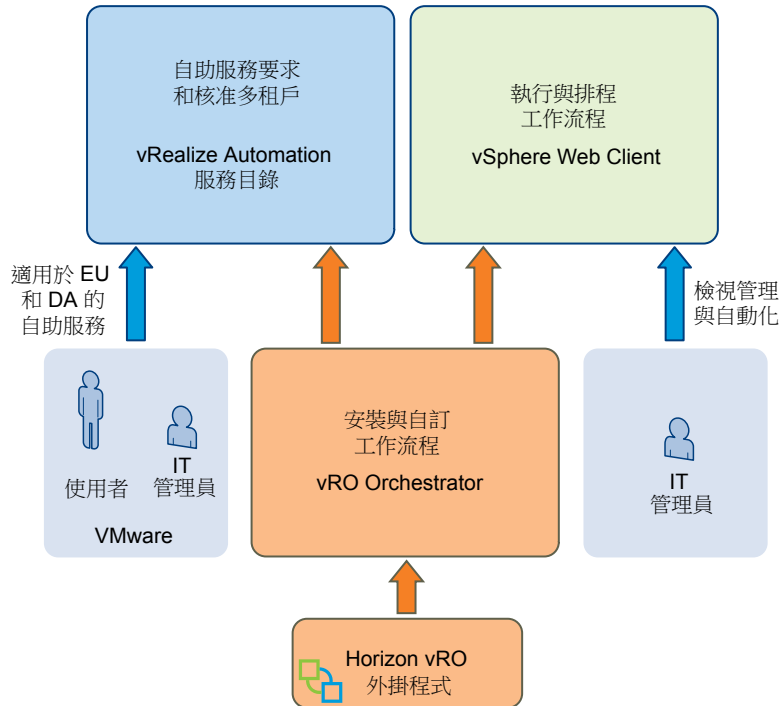 自助服務要求
和核准多租戶
vRealize Automation
服務目錄
執行與排程
工作流程
vSphere Web Client
適用於 EU
和 DA 的
自助服務
檢視管理
與自動化
使用者
IT
管理員
VMware
安裝與自訂
工作流程
vRO Orchestrator
IT
管理員
Horizon vRO
外掛程式